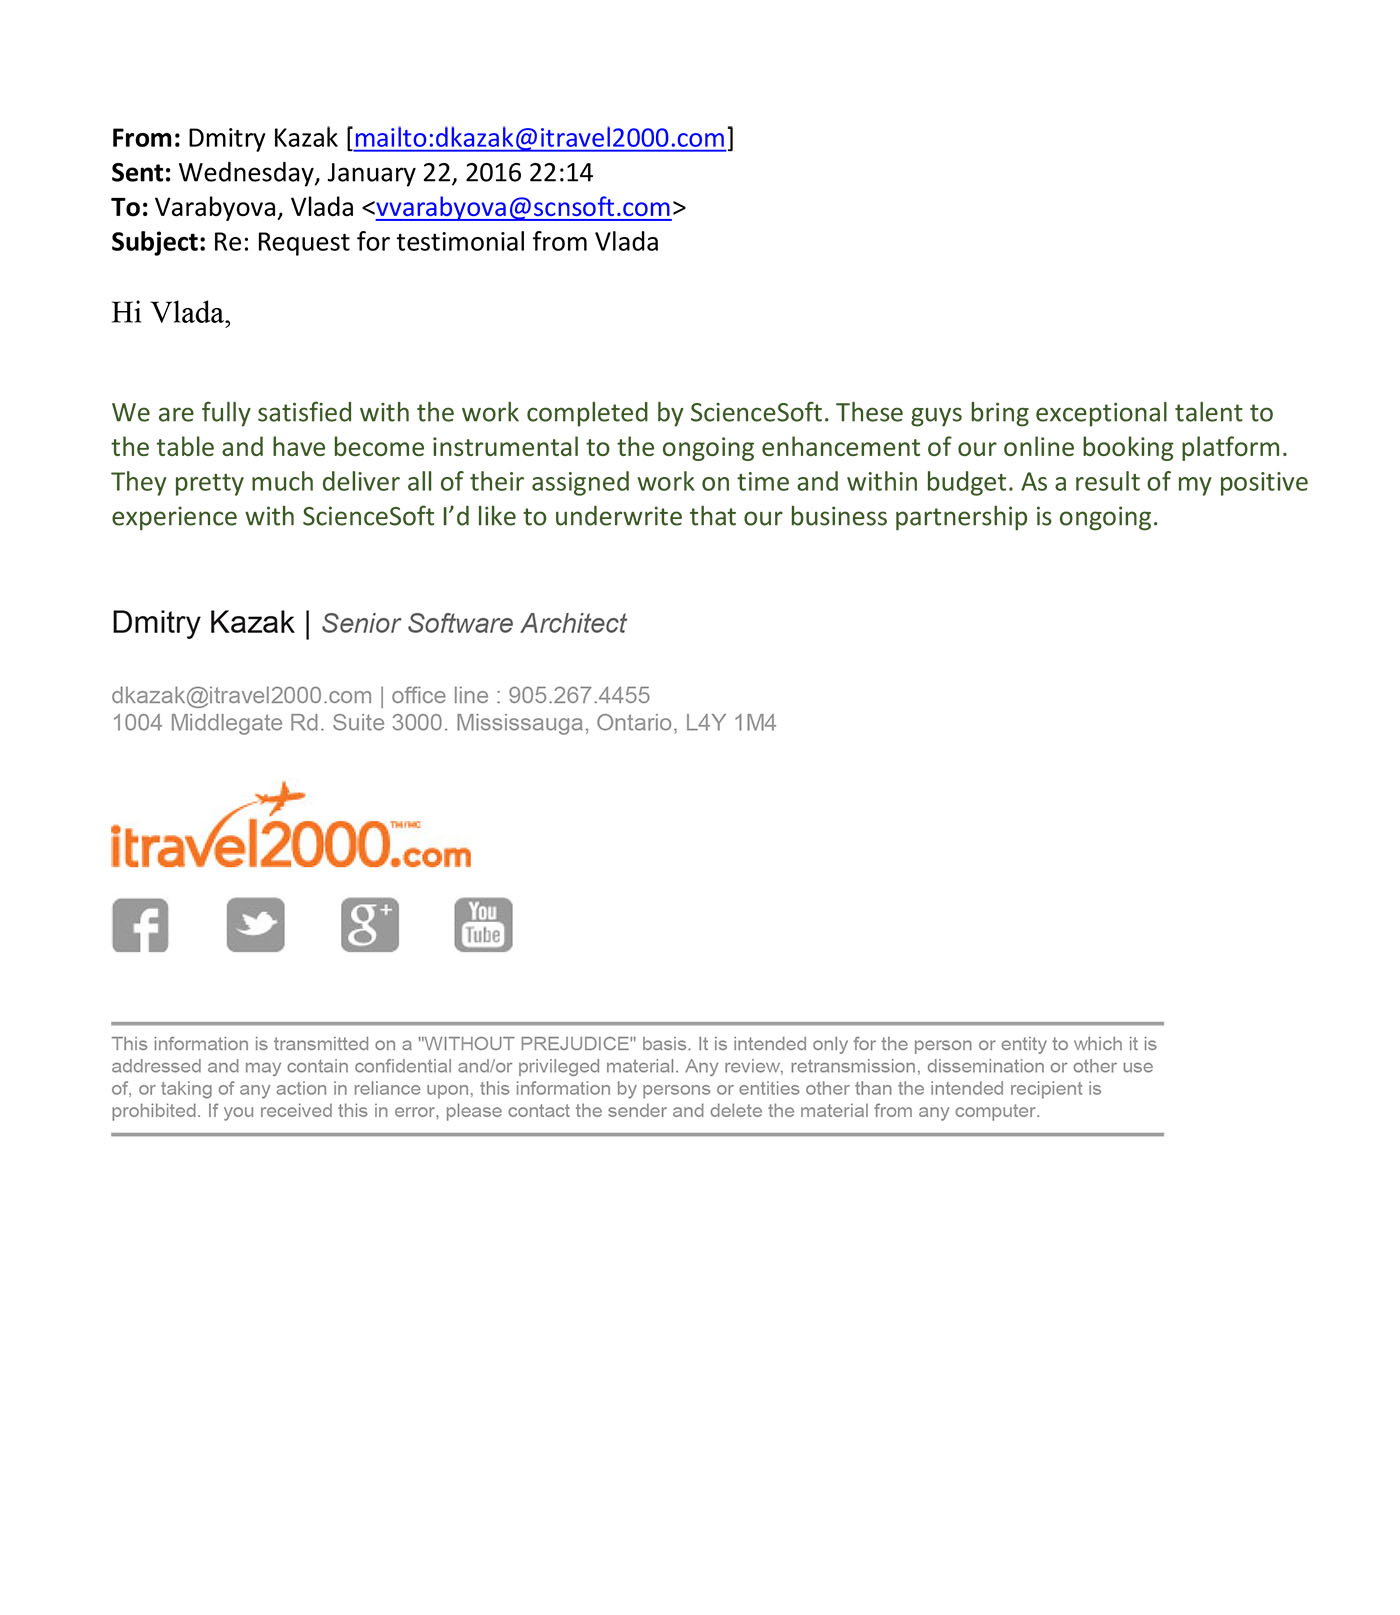 From: Dmitry Kazak [mailto:dkazak@itravel2000.com]
Sent: Wednesday, January 22, 2016 22:14
To: Varabyova, Vlada <vvarabyova@scnsoft.com>
Subject: Re: Request for testimonial from Vlada
Hi Vlada,
We are fully satisfied with the work completed by ScienceSoft. These guys bring exceptional talent to
the table and have become instrumental to the ongoing enhancement of our online booking platform.
They pretty much deliver all of their assigned work on time and within budget. As a result of my positive
experience with ScienceSoft I’d like to underwrite that our business partnership is ongoing.
Dmitry Kazak | Senior Software Architect
dkazak@itravel2000.com | office line : 905.267.4455
1004 Middlegate Rd. Suite 3000. Mississauga, Ontario, L4Y 1M4
itravel2000.com TM/MC
f g+ You Tube
This information is transmitted on a "WITHOUT PREJUDICE" basis. It is intended only for the person or entity to which it is
addressed and may contain confidential and/or privileged material. Any review, retransmission, dissemination or other use
of, or taking of any action in reliance upon, this information by persons or entities other than the intended recipient is
prohibited. If you received this in error, please contact the sender and delete the material from any computer.